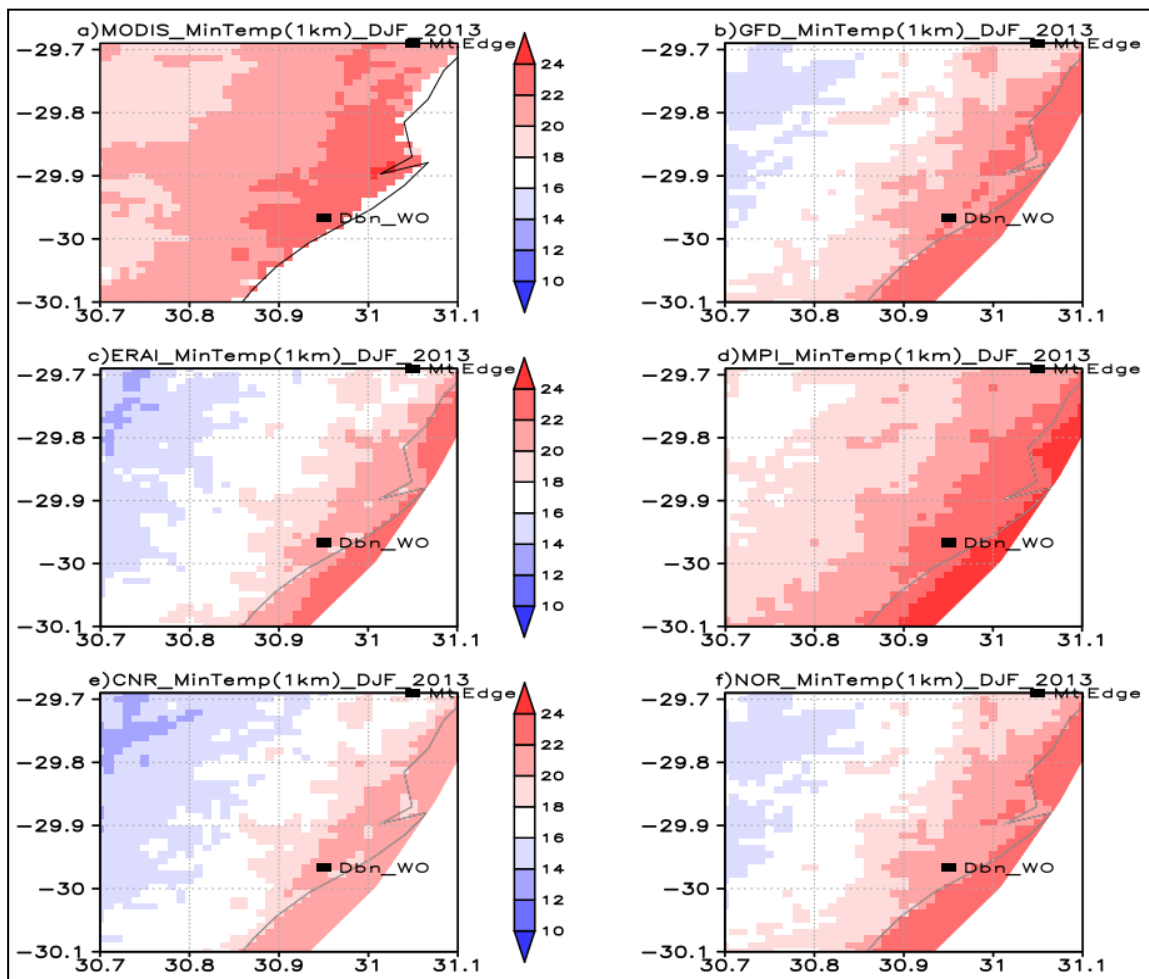 a)MODIS_MinTemp(1km)_DJF_2013
Mt Edge
-29.7
-29.8
-29.9
-30
-30.1
30.7 30.8 30.9 31 31.1
Dbn_WO
24
22
20
18
16
14
12
10
b)GFD_MinTemp(1km)_DJF_2013
Mt Edge
-29.7
-29.8
-29.9
-30
-30.1
30.7 30.8 30.9 31 31.1
Dbn_WO
c)ERAI_MinTemp(1km)_DJF_2013
Mt Edge
-29.7
-29.8
-29.9
-30
-30.1
30.7 30.8 30.9 31 31.1
Dbn_WO
24
22
20
18
16
14
12
10
d)MPI_MinTemp(1km)_DJF_2013
Mt Edge
-29.7
-29.8
-29.9
-30
-30.1
30.7 30.8 30.9 31 31.1
Dbn_WO
e)CNR_MinTemp(1km)_DJF_2013
Mt Edge
-29.7
-29.8
-29.9
-30
-30.1
30.7 30.8 30.9 31 31.1
Dbn_WO
24
22
20
18
16
14
12
10
f)NOR_MinTemp(1km)_DJF_2013
Mt Edge
-29.7
-29.8
-29.9
-30
-30.1
30.7 30.8 30.9 31 31.1
Dbn_WO